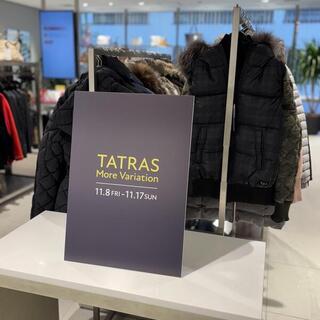 TATRAS
More Variation
11.8 FRI - 11.17 SUN